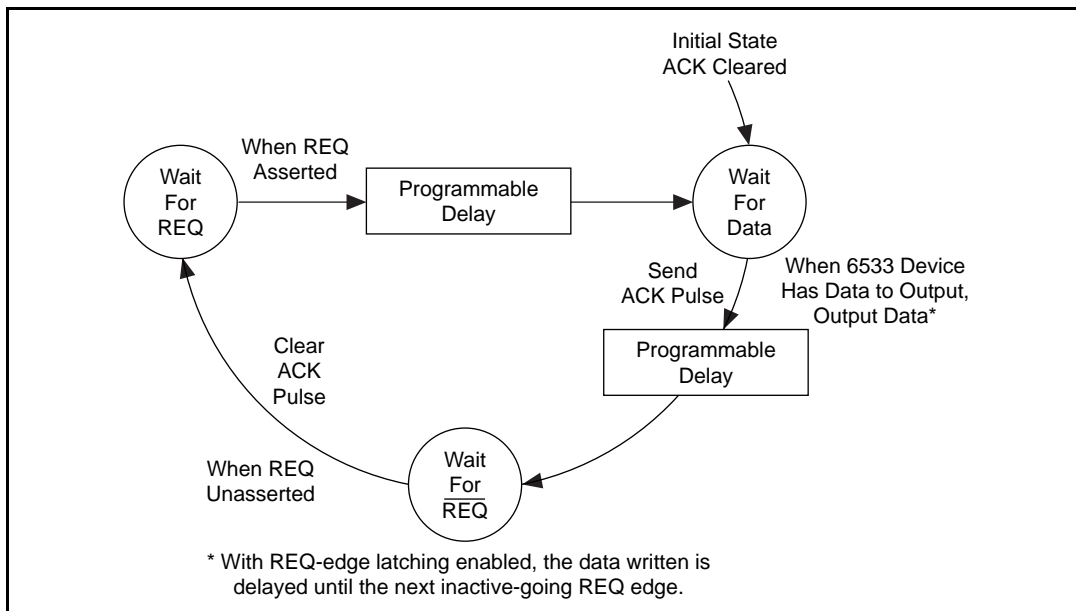 Initial State
ACK Cleared
When REQ
Asserted
Wait
For
REQ
Programmable
Delay
Wait
For
Data
Send
ACK Pulse
When 6533 Device
Has Data to Output,
Output Data*
Programmable
Delay
Clear
ACK
Pulse
When REQ
Unasserted
Wait
For
R̅E̅Q̅
* With REQ-edge latching enabled, the data written is
delayed until the next inactive-going REQ edge.